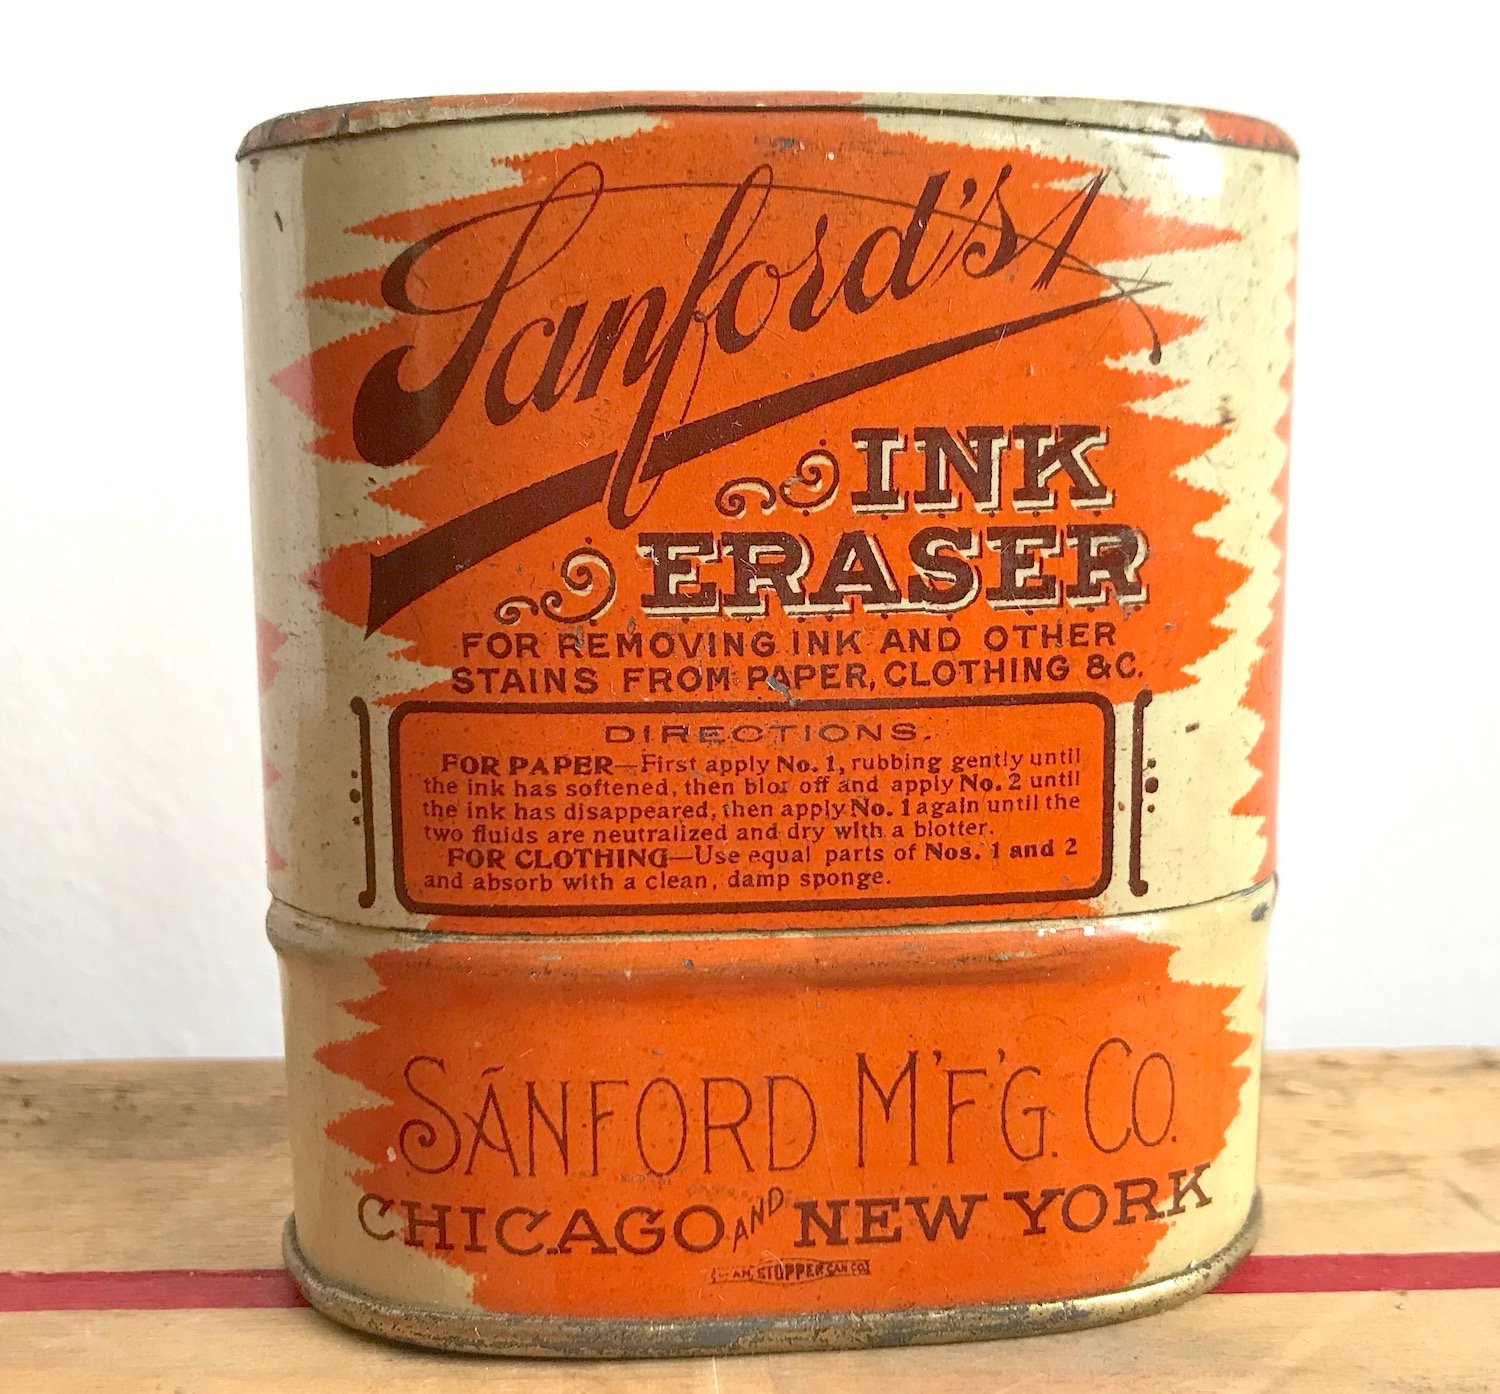 Sanford's
INK
ERASER
FOR REMOVING INK AND OTHER
STAINS FROM PAPER, CLOTHING &C.
DIRECTIONS.
FOR PAPER—First apply No. 1, rubbing gently until
the ink has softened, then blot off and apply No. 2 until
the ink has disappeared, then apply No. 1 again until the
two fluids are neutralized and dry with a blotter.
FOR CLOTHING—Use equal parts of Nos. 1 and 2
and absorb with a clean, damp sponge.
SANFORD M'F'G. CO.
CHICAGO AND NEW YORK
STOPPER CAN CO.